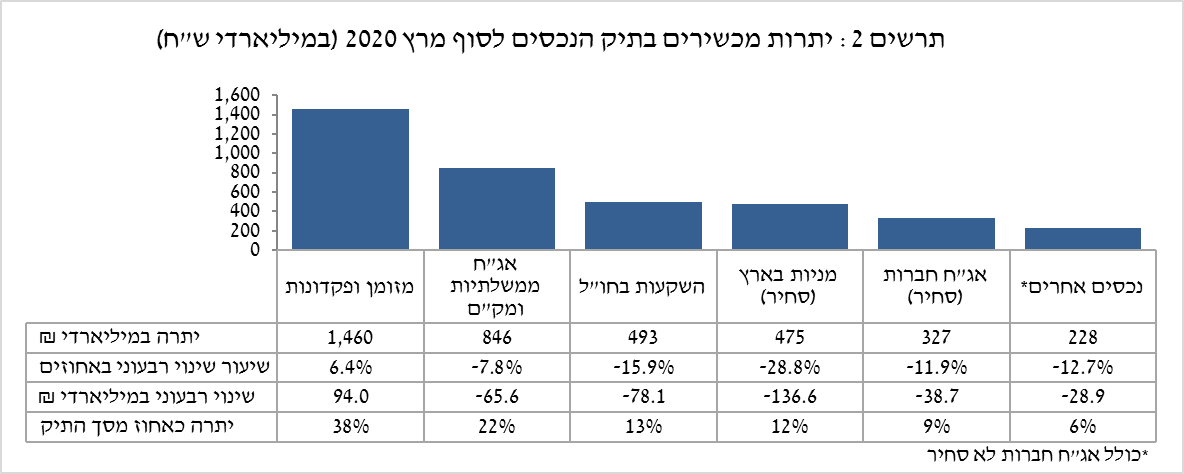 תרשים 2 : יתרות מכשירים בתיק הנכסים לסוף מרץ 2020 (במיליארדי ש"ח)
1,600
1,400
1,200
1,000
800
600
400
200
0
מזומן ופקדונות
אג"ח
ממשלתיות
ומק"ם
השקעות בחו"ל
מניות בארץ
(סחיר)
אג"ח חברות
(סחיר)
נכסים אחרים*
יתרה במיליארדי ₪ 1,460 846 493 475 327 228
שיעור שינוי רבעוני באחוזים 6.4% -7.8% -15.9% -28.8% -11.9% -12.7%
שינוי רבעוני במיליארדי ₪ 94.0 -65.6 -78.1 -136.6 -38.7 -28.9
יתרה כאחוז מסך התיק 38% 22% 13% 12% 9% 6%
*כולל אג"ח חברות לא סחיר